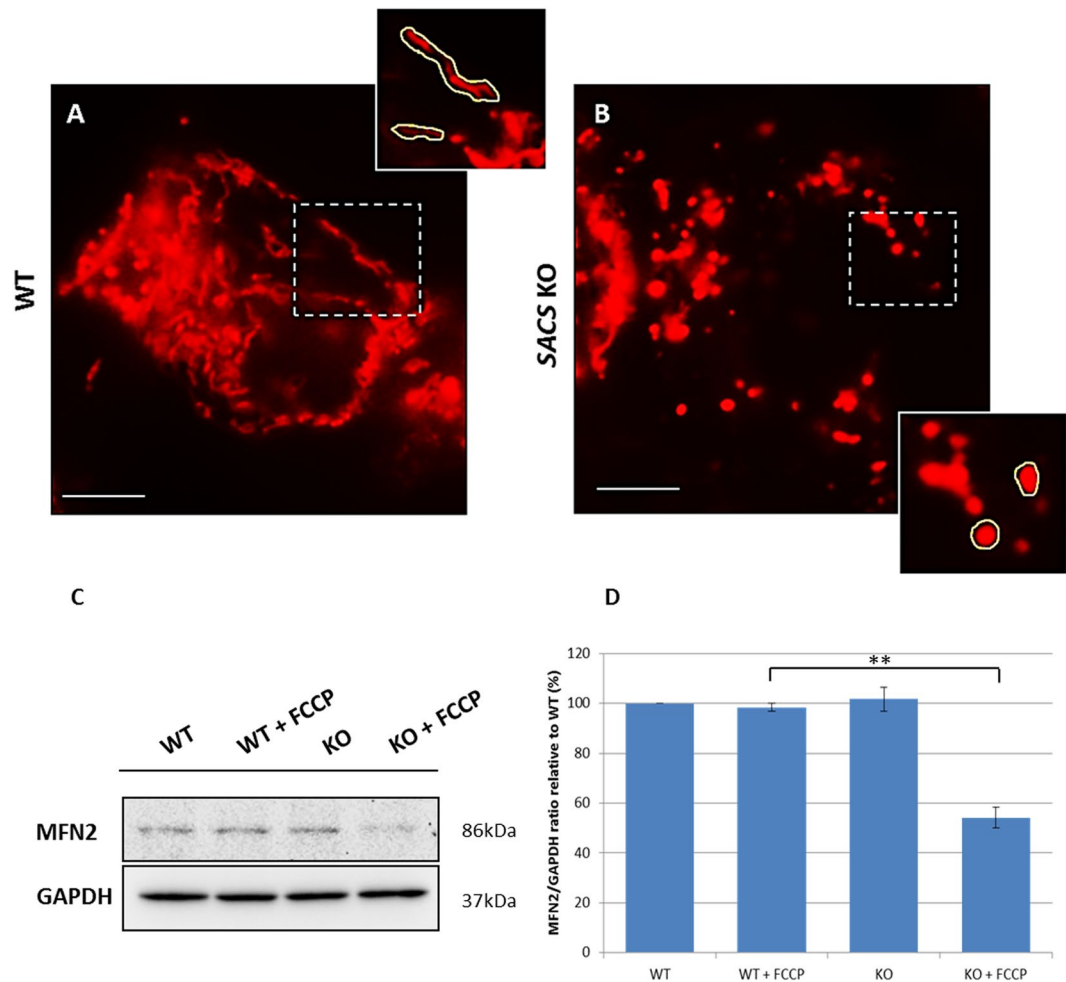 A
B
WT
SACS KO
C
D
WT
WT + FCCP
KO
KO + FCCP
MFN2
86kDa
GAPDH
37kDa
MFN2/GAPDH ratio relative to WT (%)
120
100
80
60
40
20
0
**
WT
WT + FCCP
KO
KO + FCCP